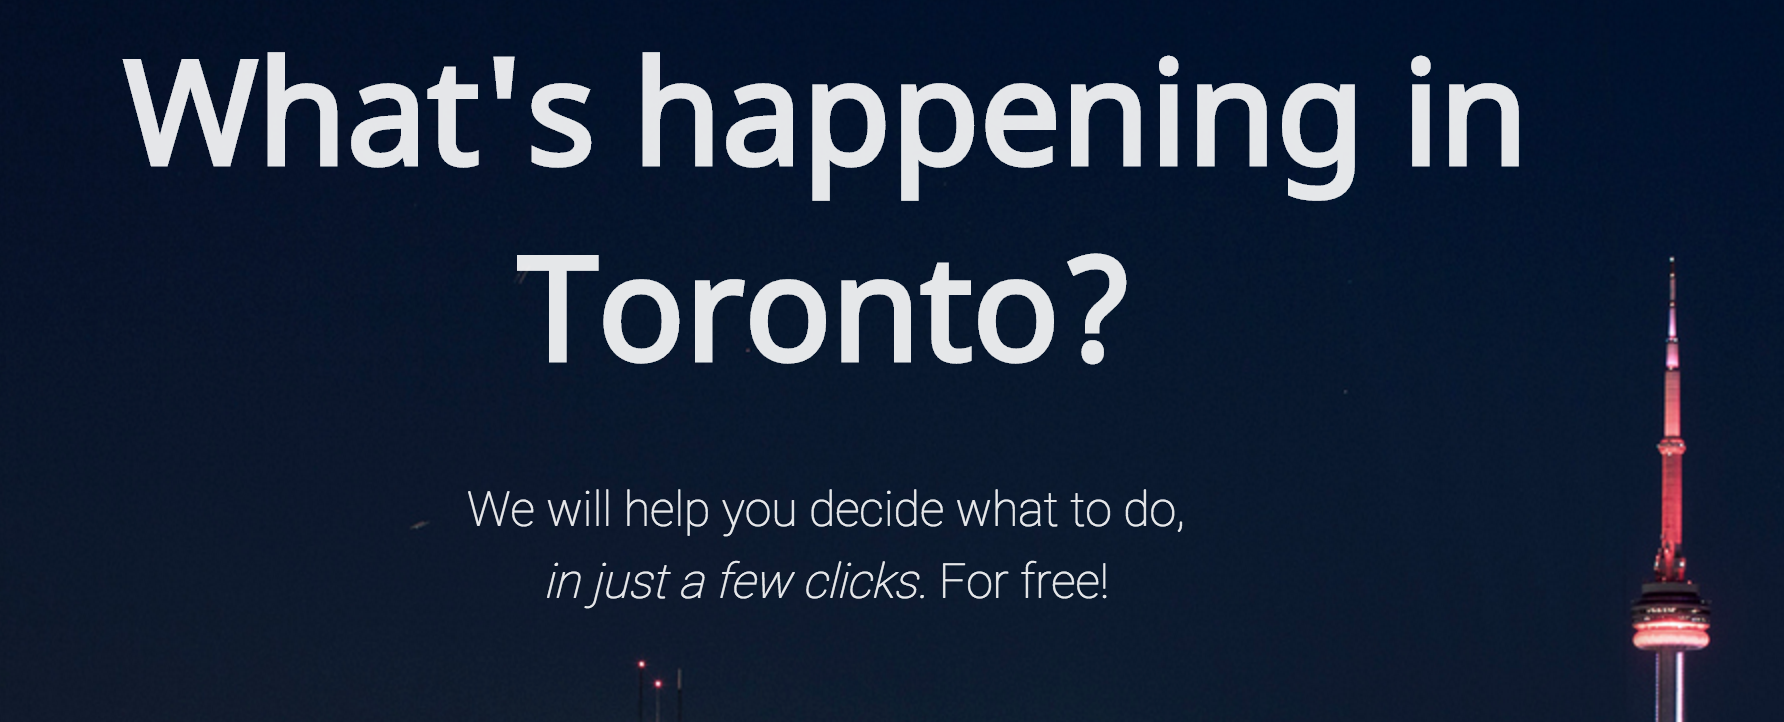 What's happening in
Toronto?
We will help you decide what to do,
in just a few clicks. For free!